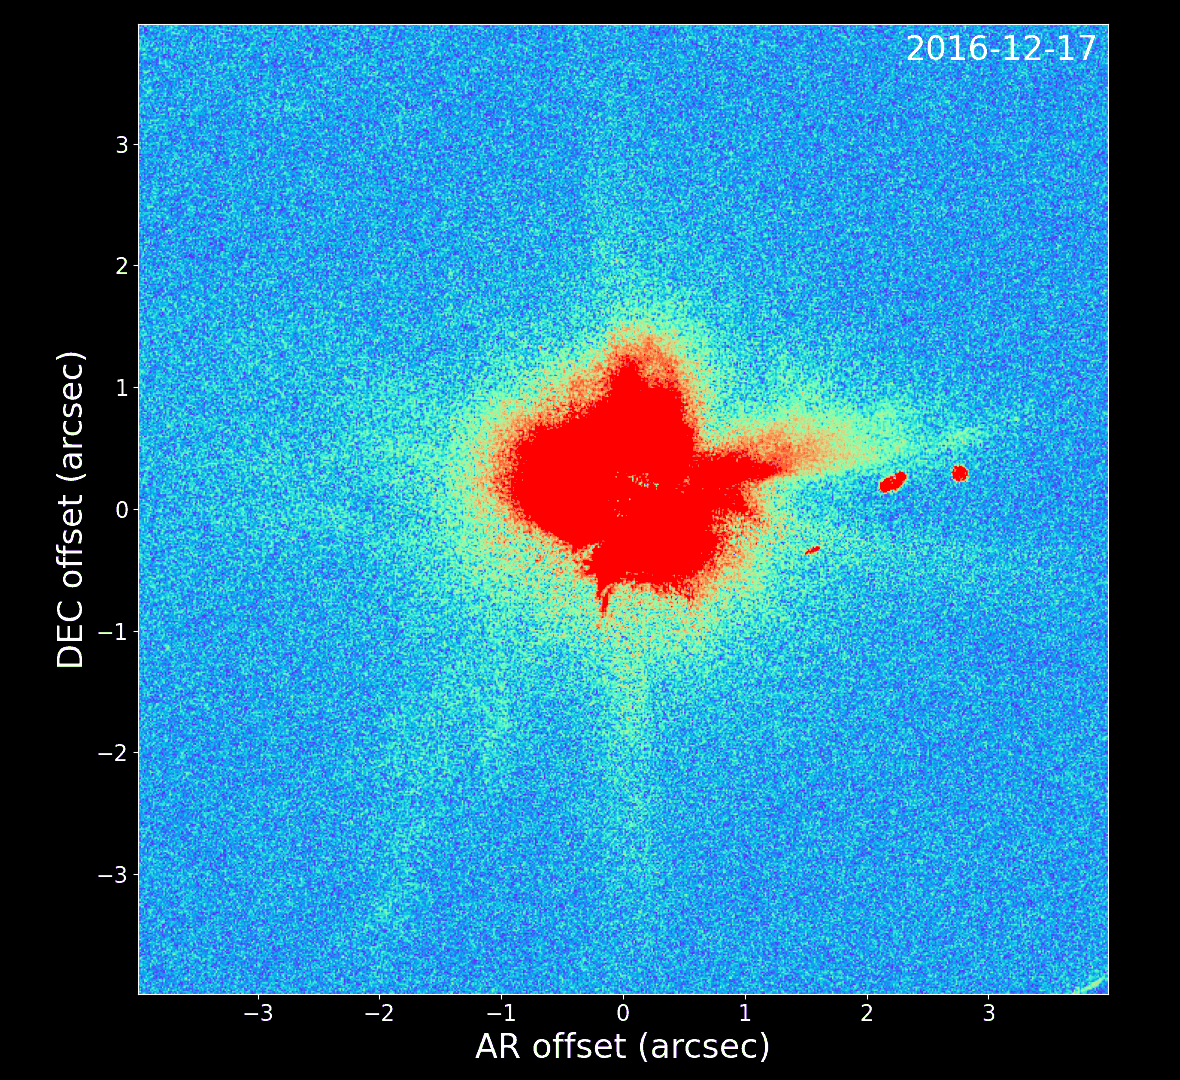 2016-12-17
3
2
1
0
−1
−2
−3
DEC offset (arcsec)
−3 −2 −1 0 1 2 3
AR offset (arcsec)